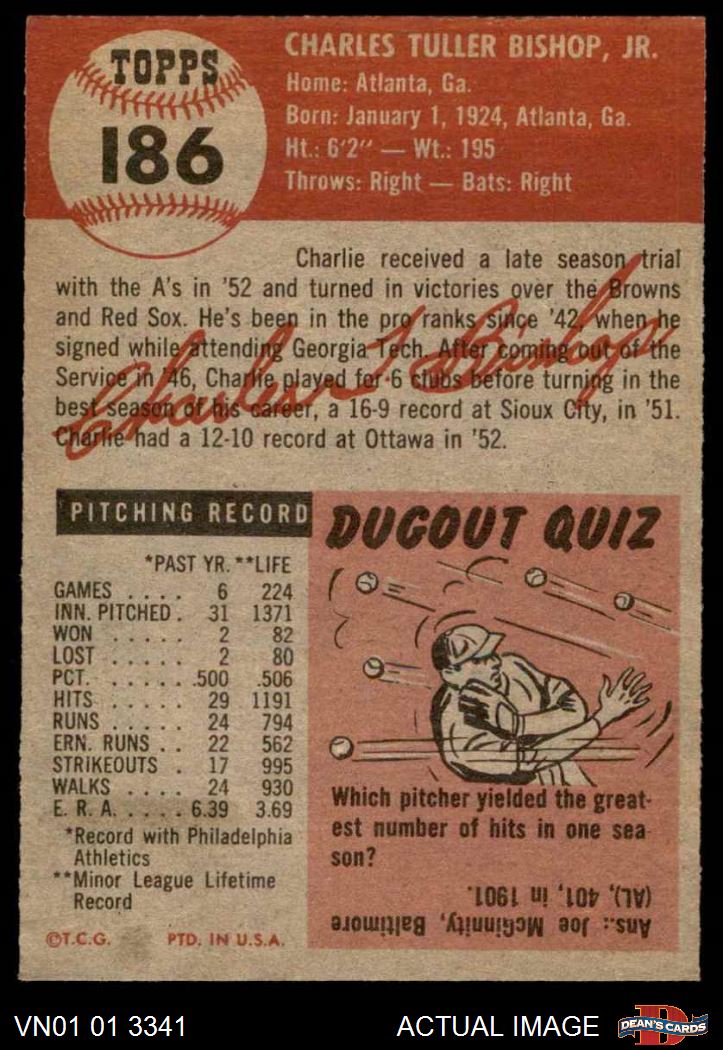 TOPPS
186
CHARLES TULLER BISHOP, JR.
Home: Atlanta, Ga.
Born: January 1, 1924, Atlanta, Ga.
Ht.: 6'2" — Wt.: 195
Throws: Right — Bats: Right
Charlie received a late season trial
with the A's in '52 and turned in victories over the Browns
and Red Sox. He's been in the pro ranks since '42, when he
signed while attending Georgia Tech. After coming out of the
Service in '46, Charlie played for 6 clubs before turning in the
best season of his career, a 16-9 record at Sioux City, in '51.
Charlie had a 12-10 record at Ottawa in '52.
Charles T Bishop
PITCHING RECORD
*PAST YR. **LIFE
GAMES . . . . 6 224
INN. PITCHED . 31 1371
WON . . . . . 2 82
LOST . . . . . 2 80
PCT. . . . . . .500 .506
HITS . . . . . 29 1191
RUNS . . . . . 24 794
ERN. RUNS . . 22 562
STRIKEOUTS . 17 995
WALKS . . . . 24 930
E. R. A. . . . . 6.39 3.69
*Record with Philadelphia
Athletics
**Minor League Lifetime
Record
©T.C.G. PTD. IN U.S.A.
DUGOUT QUIZ
Which pitcher yielded the great-
est number of hits in one sea-
son?
Ans.: Joe McGinnity, Baltimore
(AL), 401, in 1901.
VN01 01 3341
ACTUAL IMAGE
D
DEAN'S CARDS